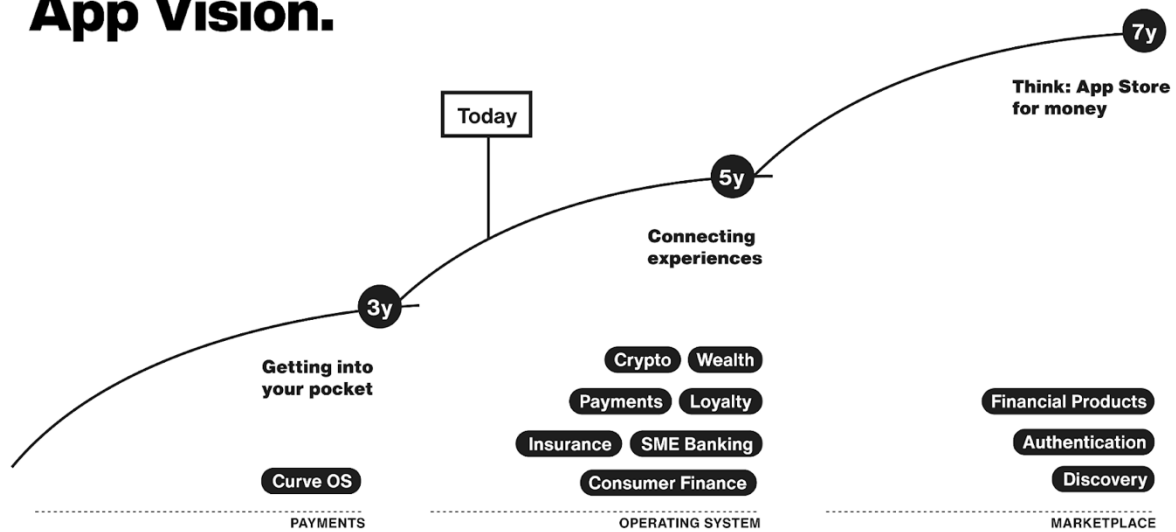 App Vision.
7y
Think: App Store
for money
Today
5y
Connecting
experiences
3y
Getting into
your pocket
Crypto Wealth
Payments Loyalty
Financial Products
Insurance SME Banking
Authentication
Curve OS
Consumer Finance
Discovery
PAYMENTS
OPERATING SYSTEM
MARKETPLACE